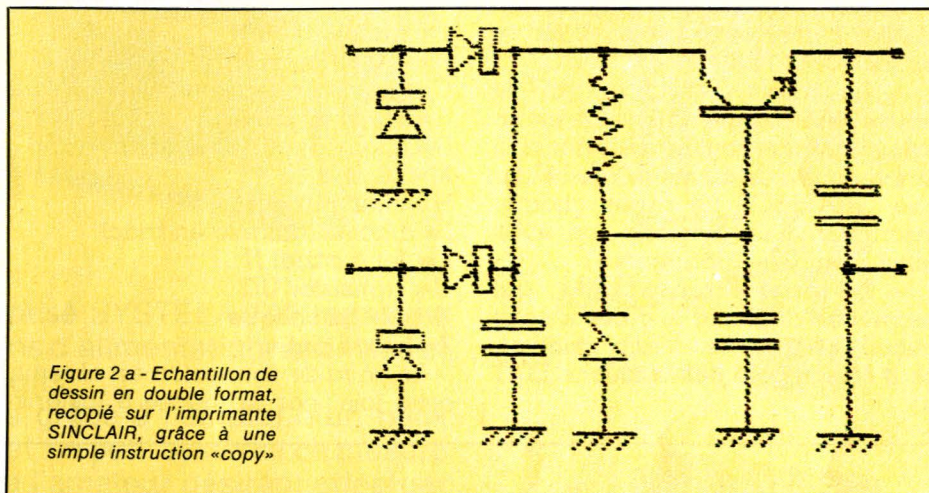 Figure 2 a - Echantillon de
dessin en double format,
recopié sur l'imprimante
SINCLAIR, grâce à une
simple instruction «copy»